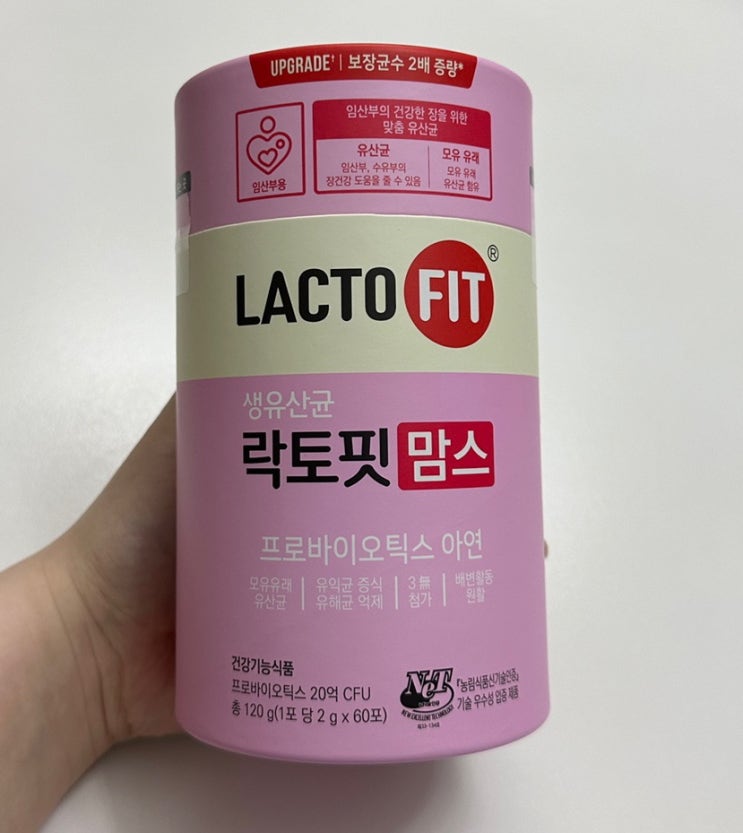 UPGRADE† | 보장균수 2배 증량*
임산부의 건강한 장을 위한
맞춤 유산균
유산균
임산부, 수유부의
장건강 도움을 줄 수 있음
모유 유래
모유 유래
유산균 함유
임산부용
LACTO FIT®
생유산균
락토핏 맘스
프로바이오틱스 아연
모유유래
유산균
유익균 증식
유해균 억제
3無
첨가
배변활동
원활
건강기능식품
프로바이오틱스 20억 CFU
총 120 g(1포 당 2 g x 60포)
NeT
NEW EXCELLENT TECHNOLOGY
『농림식품신기술인증』
기술 우수성 입증 제품